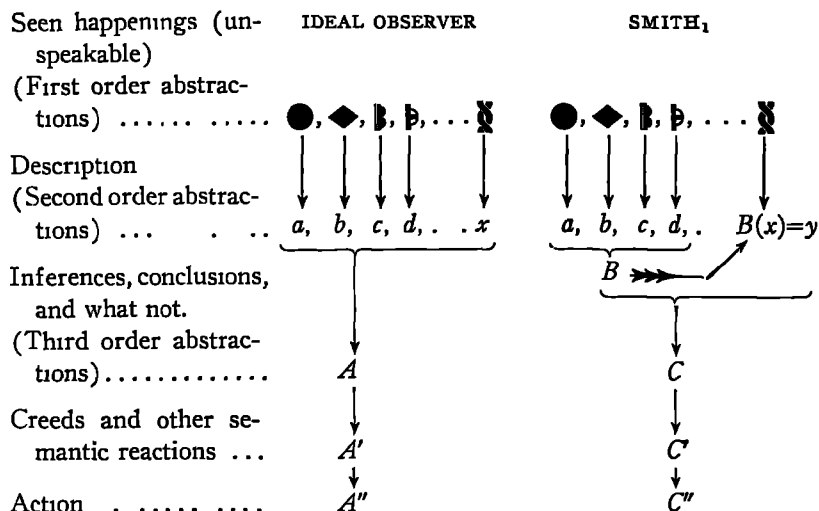 Seen happenings (un- IDEAL OBSERVER SMITH₁
speakable)
(First order abstrac-
tions) ...... ..... , , , , . . . , , , , . . .
Description
(Second order abstrac-
tions) ... . .. a, b, c, d, . . x a, b, c, d, . B(x)=y
B
Inferences, conclusions,
and what not.
(Third order abstrac-
tions)............. A C
Creeds and other se-
mantic reactions ... A′ C′
Action . ..... .... A″ C″